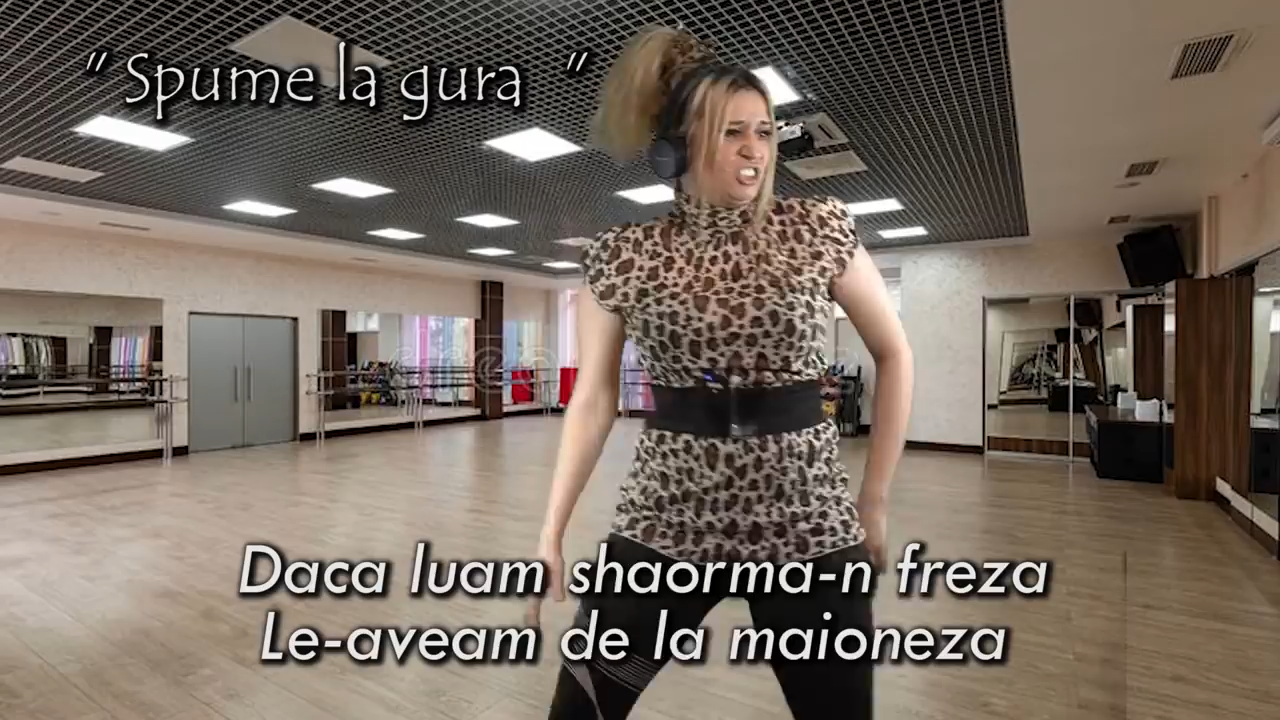 " Spume la gura "
Daca luam shaorma-n freza
Le-aveam de la maioneza